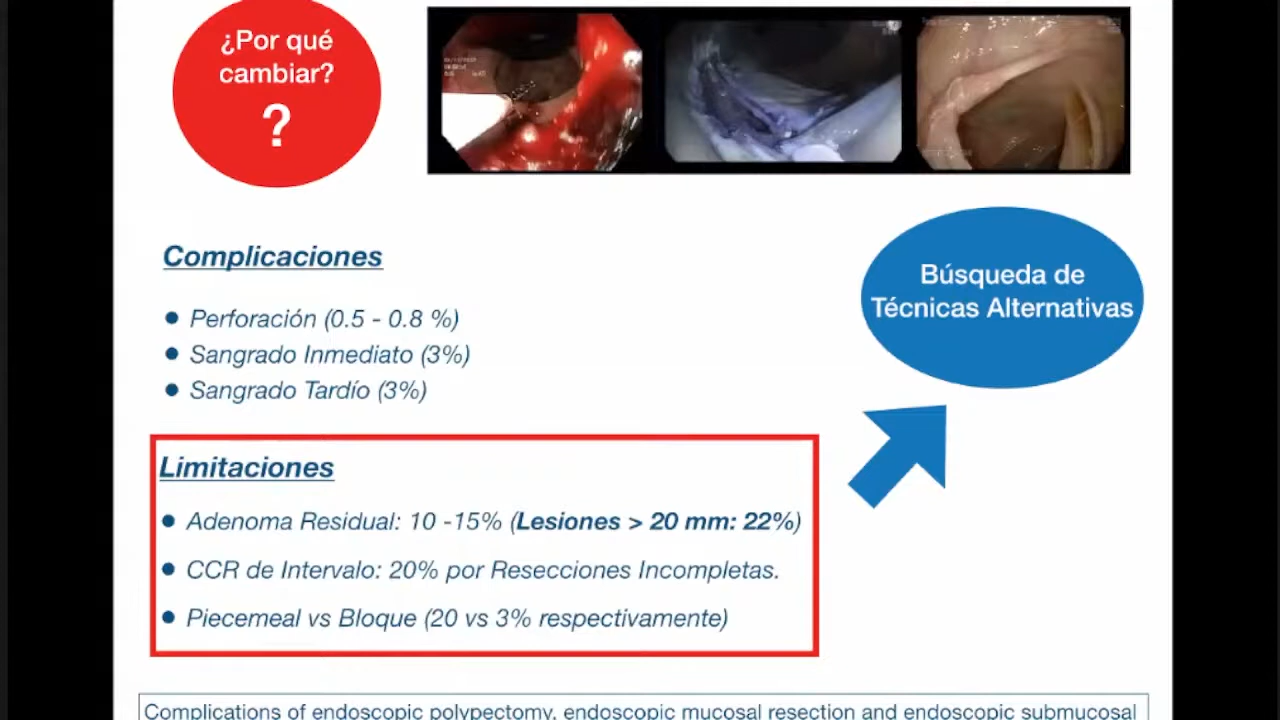 ¿Por qué
cambiar?
?
Complicaciones
Perforación (0.5 - 0.8 %)
Sangrado Inmediato (3%)
Sangrado Tardío (3%)
Búsqueda de
Técnicas Alternativas
Limitaciones
Adenoma Residual: 10 -15% (Lesiones > 20 mm: 22%)
CCR de Intervalo: 20% por Resecciones Incompletas.
Piecemeal vs Bloque (20 vs 3% respectivamente)
Complications of endoscopic polypectomy, endoscopic mucosal resection and endoscopic submucosal